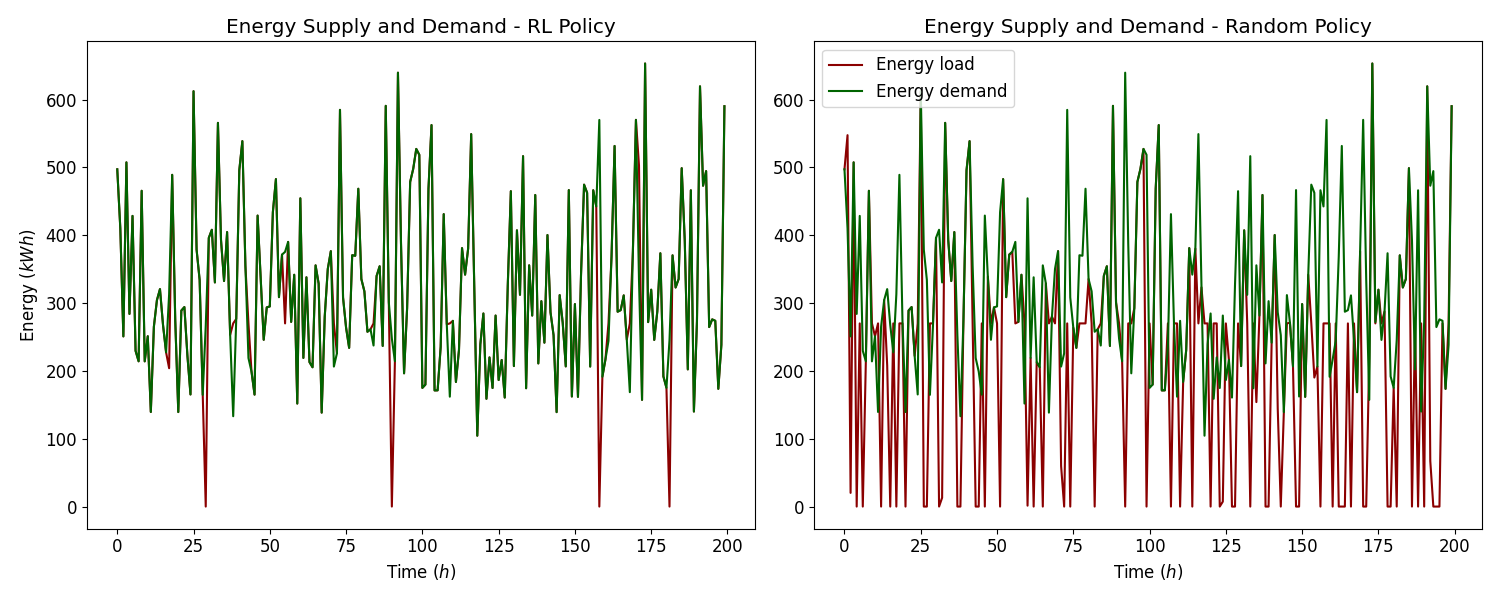 Energy Supply and Demand - RL Policy
Energy (kWh)
600
500
400
300
200
100
0
0 25 50 75 100 125 150 175 200
Time (h)
Energy Supply and Demand - Random Policy
Energy load
Energy demand
600
500
400
300
200
100
0
0 25 50 75 100 125 150 175 200
Time (h)